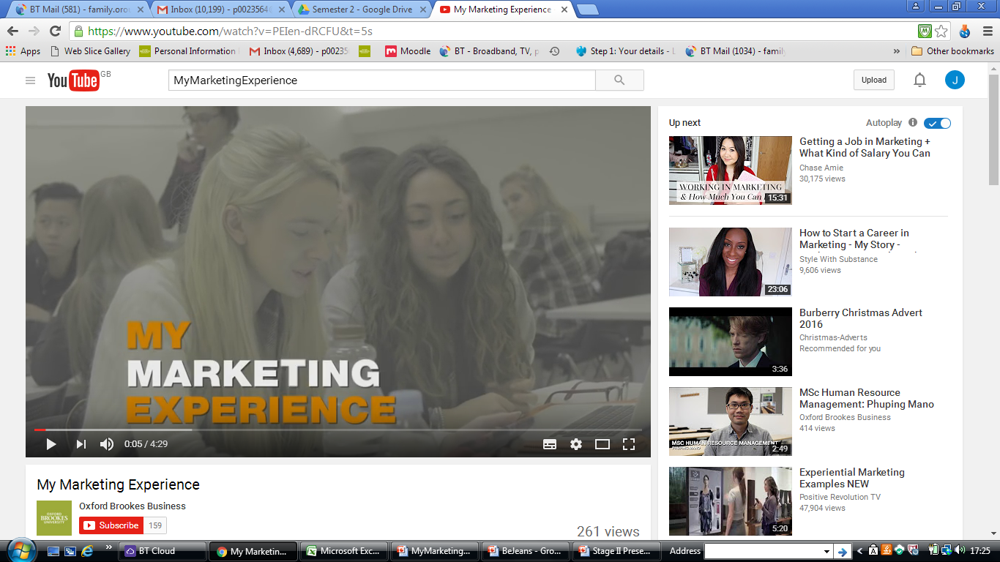 BT Mail (581) - family.orou
Inbox (10,199) - p0023564
Semester 2 - Google Drive
My Marketing Experience
https://www.youtube.com/watch?v=PEIen-dRCFU&t=5s
Apps
Web Slice Gallery
Personal Information
Inbox (4,689) - p00235
Moodle
BT - Broadband, TV, p
Step 1: Your details - L
BT Mail (1034) - family
»
Other bookmarks
YouTube GB
MyMarketingExperience
Upload
J
MY
MARKETING
EXPERIENCE
0:05 / 4:29
My Marketing Experience
OXFORD
BROOKES
UNIVERSITY
Oxford Brookes Business
Subscribe 159
261 views
Up next
Autoplay
WORKING IN MARKETING
& How Much You Can
15:31
Getting a Job in Marketing +
What Kind of Salary You Can
Chase Amie
30,175 views
23:06
How to Start a Career in
Marketing - My Story -
Style With Substance
9,606 views
3:36
Burberry Christmas Advert
2016
Christmas-Adverts
Recommended for you
MSC HUMAN RESOURCE MANAGEMENT
PHUPING MANO
2:49
MSc Human Resource
Management: Phuping Mano
Oxford Brookes Business
414 views
5:20
Experiential Marketing
Examples NEW
Positive Revolution TV
47,904 views
»
BT Cloud
My Marketin...
Microsoft Exc...
MyMarketing...
BeJeans - Gro...
Stage II Prese...
Address
17:25